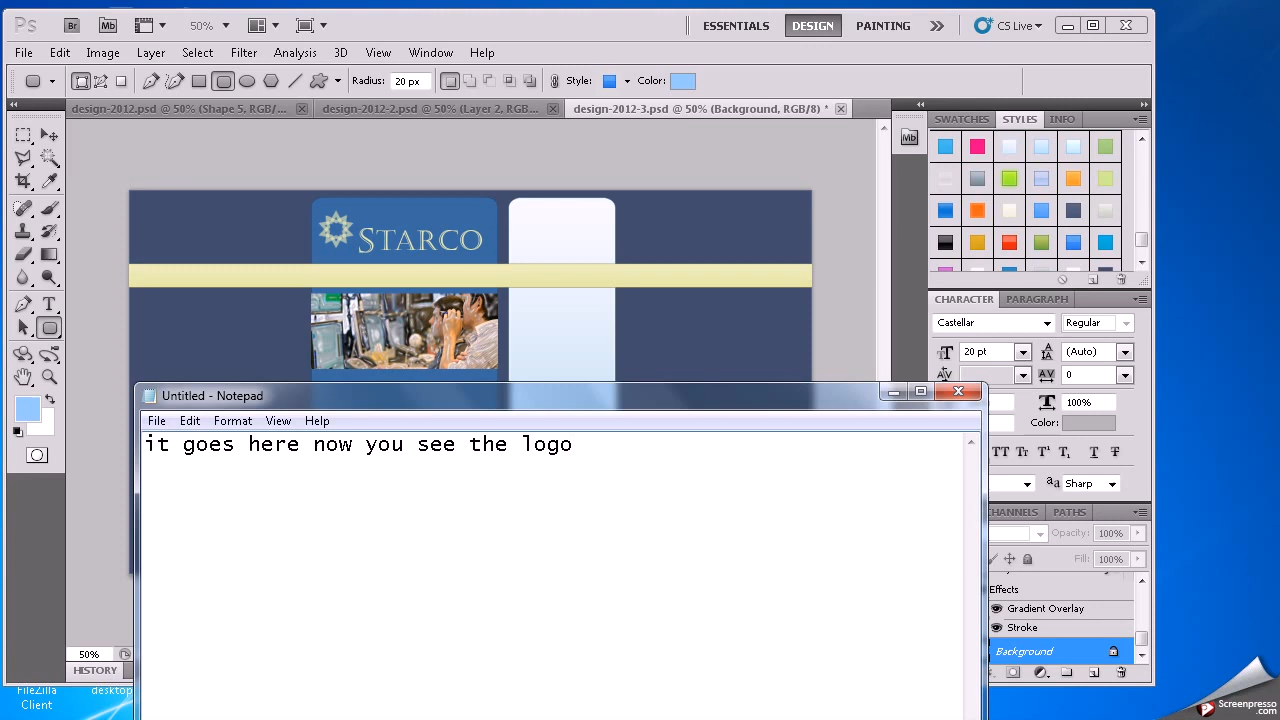 Ps Br Mb 50% ESSENTIALS DESIGN PAINTING CS Live
File Edit Image Layer Select Filter Analysis 3D View Window Help
Radius: 20 px Style: Color:
design-2012.psd @ 50% (Shape 5, RGB/... design-2012-2.psd @ 50% (Layer 2, RGB... design-2012-3.psd @ 50% (Background, RGB/8) *
SWATCHES STYLES INFO
Mb
STARCO
CHARACTER PARAGRAPH
Castellar Regular
20 pt (Auto)
0
100%
Color:
Sharp
CHANNELS PATHS
Opacity: 100%
Fill: 100%
Effects
Gradient Overlay
Stroke
Background
Untitled - Notepad
File Edit Format View Help
it goes here now you see the logo
50%
HISTORY
FileZilla
Client
desktop
Screenpresso
.com